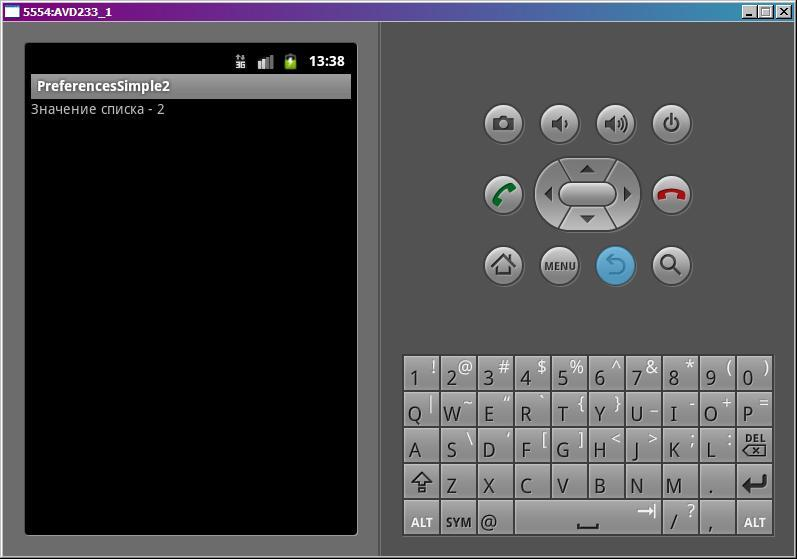 5554:AVD233_1
3G 13:38
PreferencesSimple2
Значение списка - 2
MENU
1 ! 2 @ 3 # 4 $ 5 % 6 ^ 7 & 8 * 9 ( 0 )
Q | W ~ E “ R ` T { Y } U _ I - O + P =
A S \ D ‘ F [ G ] H < J > K ; L : DEL
Z X C V B N M .
ALT SYM @ / ? , ALT